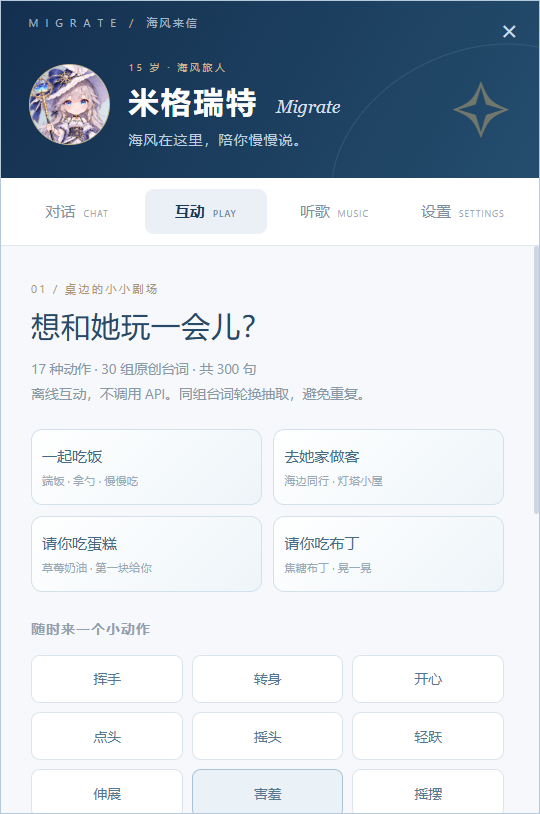 MIGRATE / 海风来信
×
15 岁 · 海风旅人
米格瑞特 Migrate
海风在这里，陪你慢慢说。
对话 CHAT 互动 PLAY 听歌 MUSIC 设置 SETTINGS
01 / 桌边的小小剧场
想和她玩一会儿？
17 种动作 · 30 组原创台词 · 共 300 句
离线互动，不调用 API。同组台词轮换抽取，避免重复。
一起吃饭 去她家做客
端饭 · 拿勺 · 慢慢吃 海边同行 · 灯塔小屋
请你吃蛋糕 请你吃布丁
草莓奶油 · 第一块给你 焦糖布丁 · 晃一晃
随时来一个小动作
挥手 转身 开心
点头 摇头 轻跃
伸展 害羞 摇摆